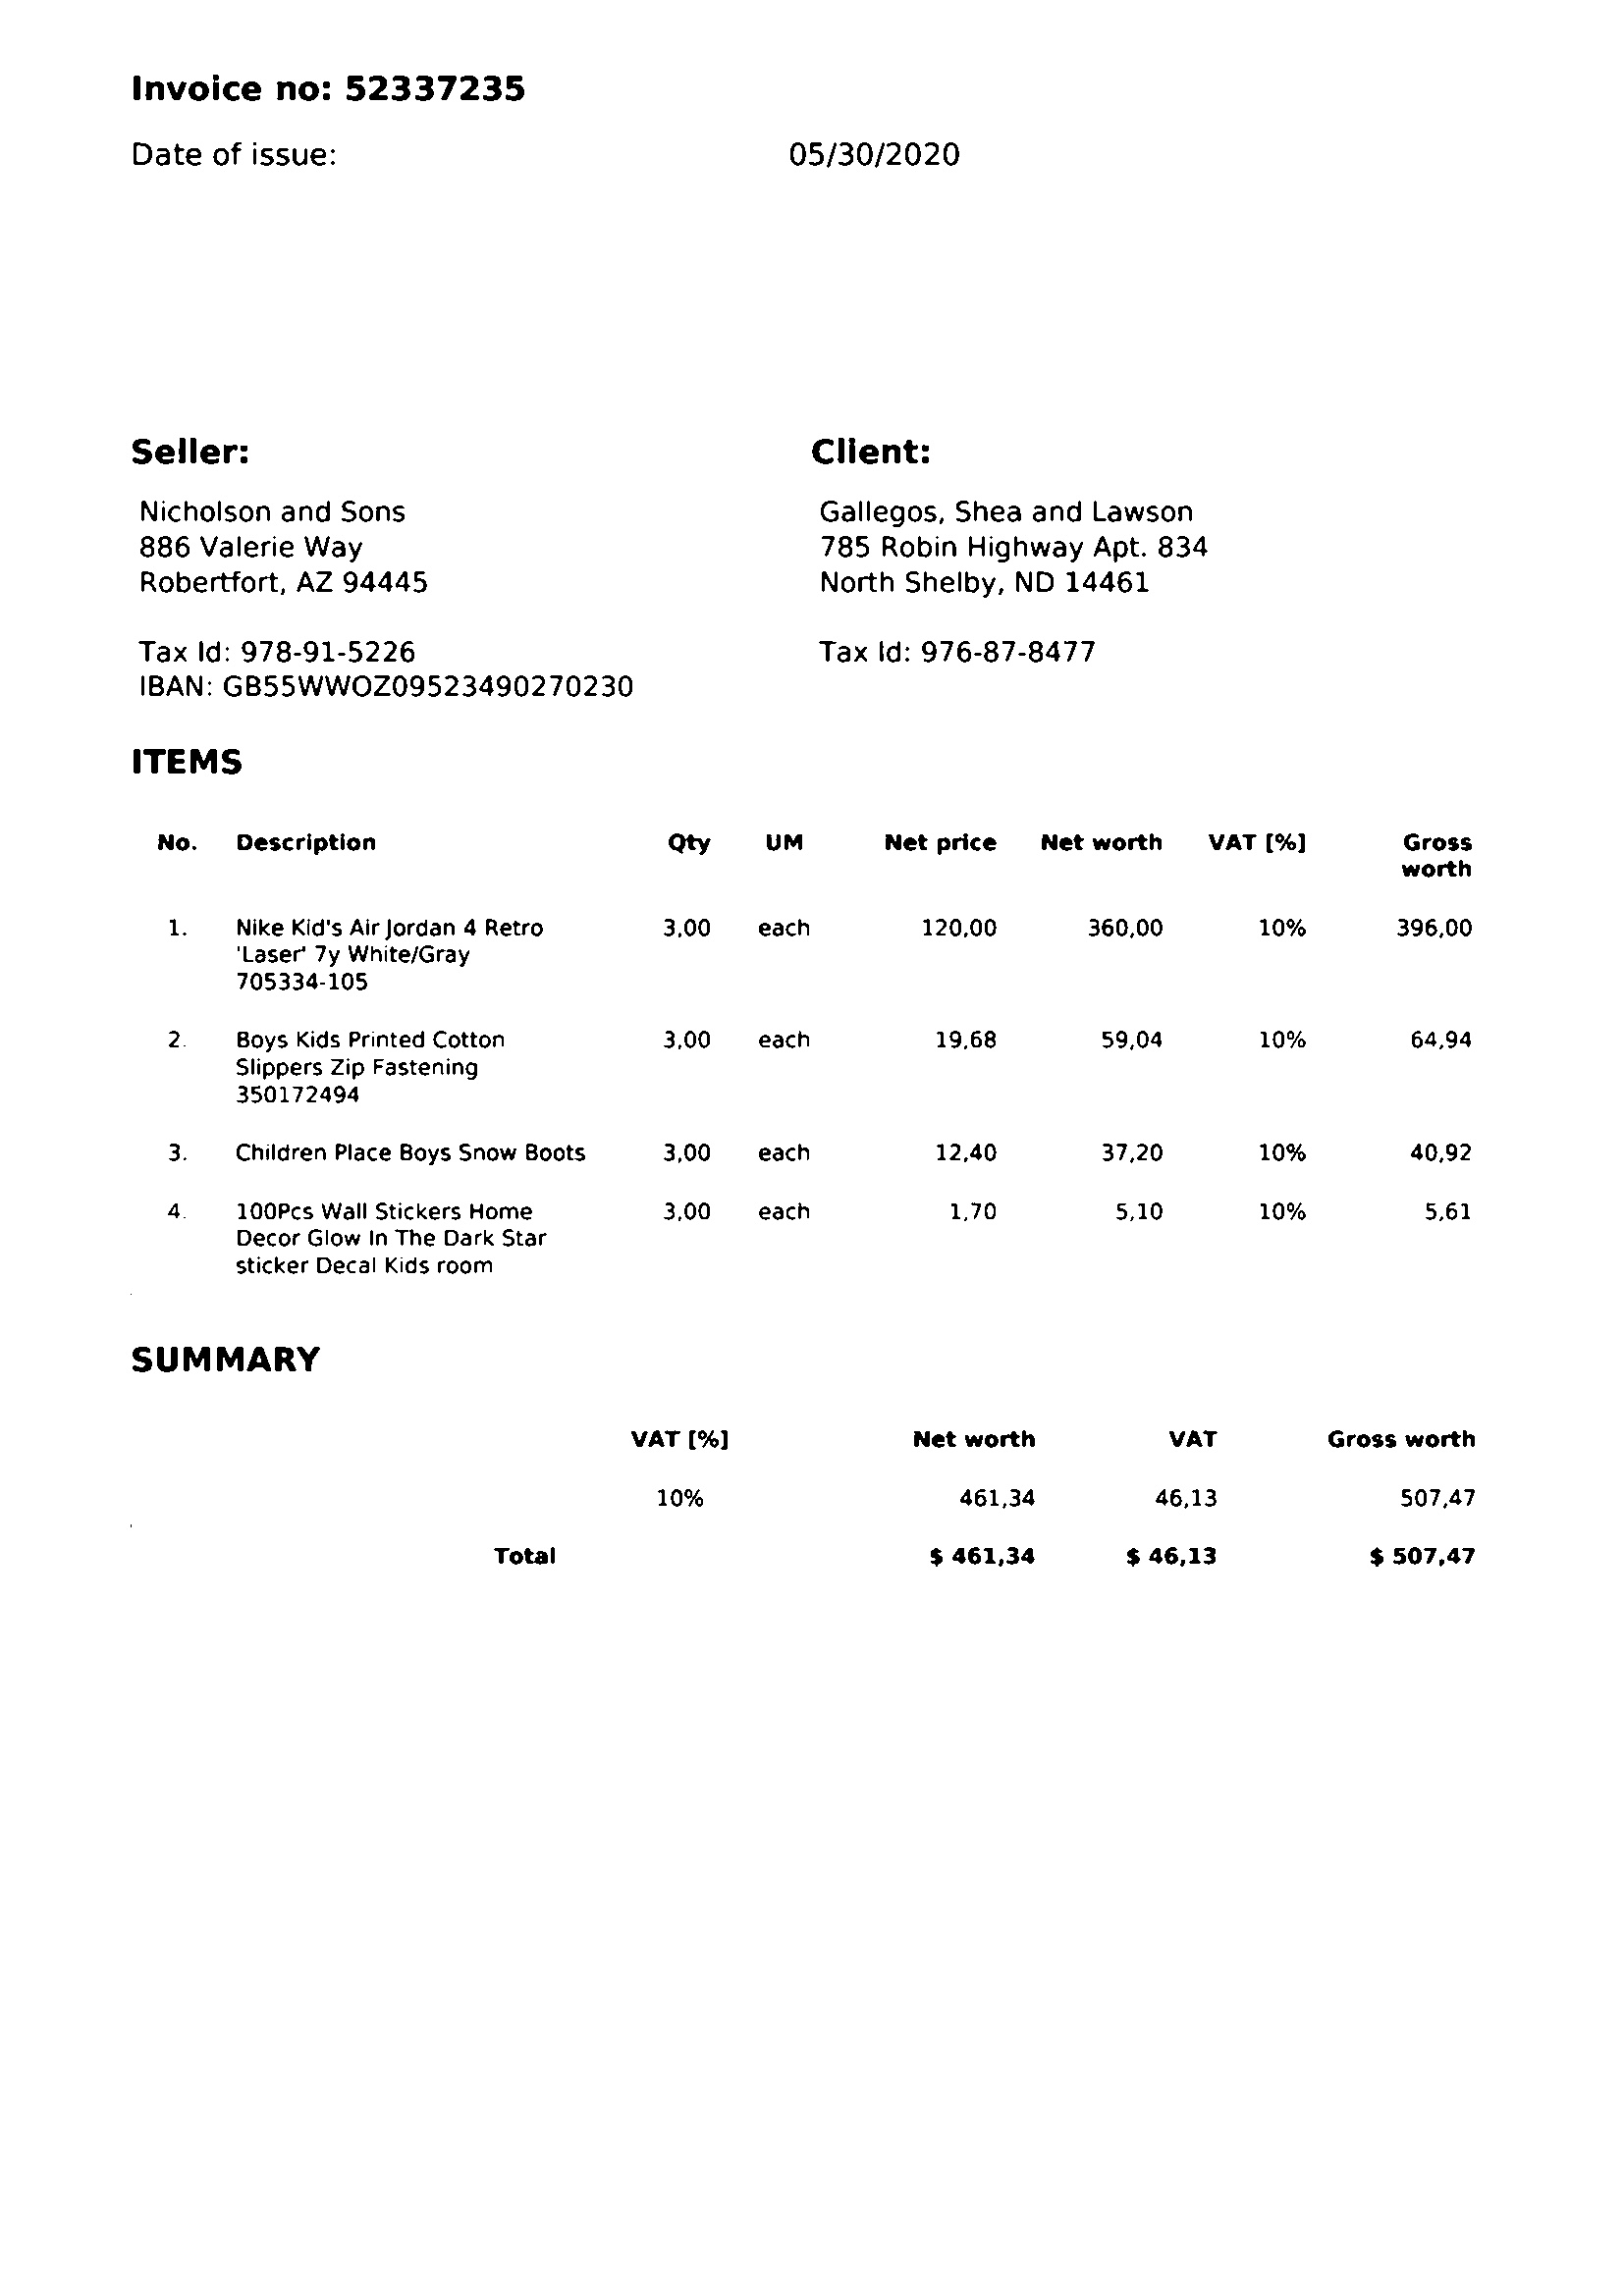 Invoice no: 52337235
Date of issue: 05/30/2020
Seller: Client:
Nicholson and Sons Gallegos, Shea and Lawson
886 Valerie Way 785 Robin Highway Apt. 834
Robertfort, AZ 94445 North Shelby, ND 14461
Tax Id: 978-91-5226 Tax Id: 976-87-8477
IBAN: GB55WWOZ09523490270230
ITEMS
No. Description Qty UM Net price Net worth VAT [%] Gross
worth
1. Nike Kid's Air Jordan 4 Retro 3,00 each 120,00 360,00 10% 396,00
'Laser' 7y White/Gray
705334-105
2. Boys Kids Printed Cotton 3,00 each 19,68 59,04 10% 64,94
Slippers Zip Fastening
350172494
3. Children Place Boys Snow Boots 3,00 each 12,40 37,20 10% 40,92
4. 100Pcs Wall Stickers Home 3,00 each 1,70 5,10 10% 5,61
Decor Glow In The Dark Star
sticker Decal Kids room
SUMMARY
VAT [%] Net worth VAT Gross worth
10% 461,34 46,13 507,47
Total $ 461,34 $ 46,13 $ 507,47